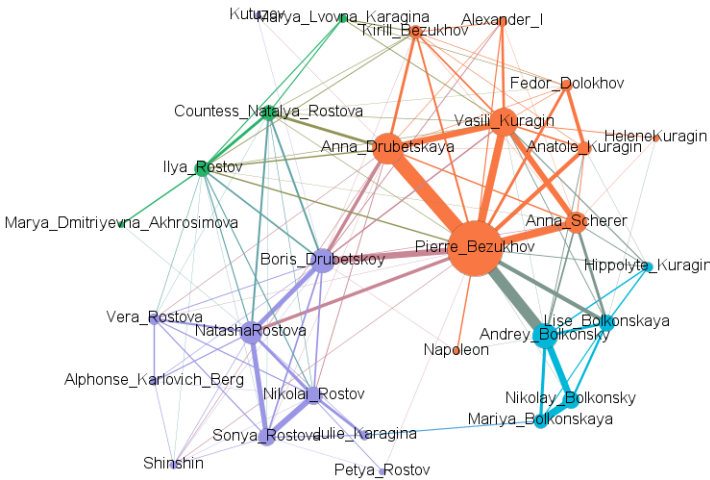 Kutuzov
Marya_Lvovna_Karagina
Alexander_I
Kirill_Bezukhov
Fedor_Dolokhov
Countess_Natalya_Rostova
Vasili_Kuragin
HeleneKuragin
Anna_Drubetskaya
Anatole_Kuragin
Ilya_Rostov
Marya_Dmitriyevna_Akhrosimova
Anna_Scherer
Pierre_Bezukhov
Boris_Drubetskoy
Hippolyte_Kuragin
Vera_Rostova
Lise_Bolkonskaya
NatashaRostova
Andrey_Bolkonsky
Napoleon
Alphonse_Karlovich_Berg
Nikolai_Rostov
Nikolay_Bolkonsky
Mariya_Bolkonskaya
Sonya_Rostova
Julie_Karagina
Shinshin
Petya_Rostov